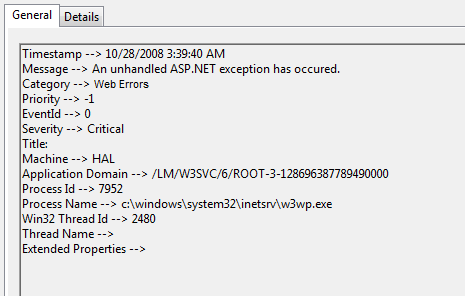 General
Details
Timestamp --> 10/28/2008 3:39:40 AM
Message --> An unhandled ASP.NET exception has occured.
Category --> Web Errors
Priority --> -1
EventId --> 0
Severity --> Critical
Title:
Machine --> HAL
Application Domain --> /LM/W3SVC/6/ROOT-3-128696387789490000
Process Id --> 7952
Process Name --> c:\windows\system32\inetsrv\w3wp.exe
Win32 Thread Id --> 2480
Thread Name -->
Extended Properties -->